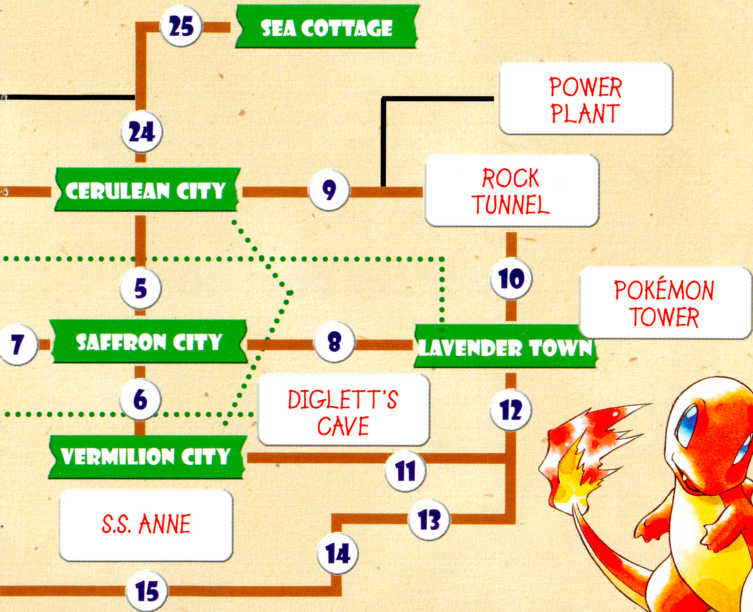 25
SEA COTTAGE
POWER
PLANT
24
CERULEAN CITY
9
ROCK
TUNNEL
5
10
POKÉMON
TOWER
7
SAFFRON CITY
8
LAVENDER TOWN
6
DIGLETT'S
CAVE
12
VERMILION CITY
11
S.S. ANNE
13
14
15